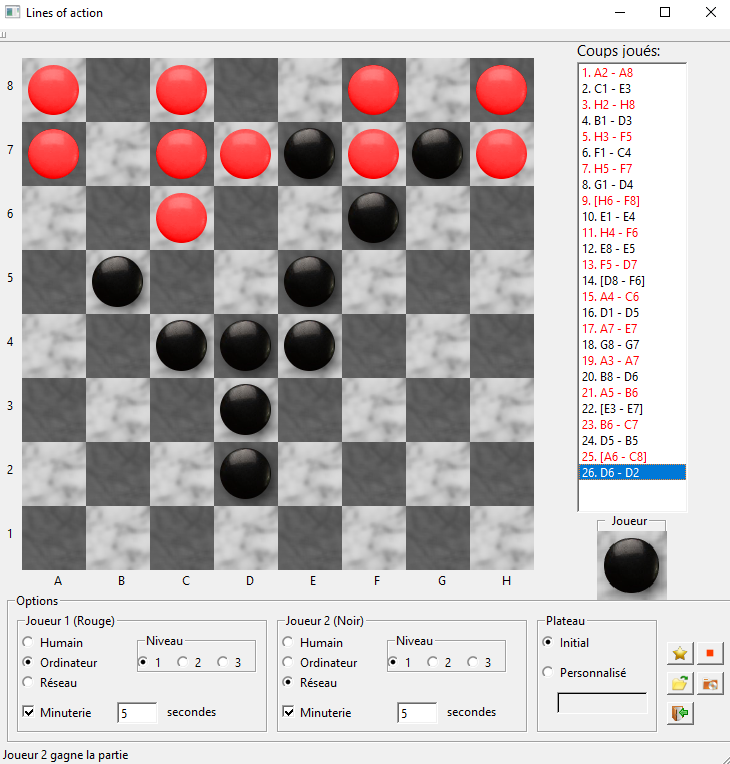 Lines of action
Coups joués:
8
7
6
5
4
3
2
1
A B C D E F G H
1. A2 - A8
2. C1 - E3
3. H2 - H8
4. B1 - D3
5. H3 - F5
6. F1 - C4
7. H5 - F7
8. G1 - D4
9. [H6 - F8]
10. E1 - E4
11. H4 - F6
12. E8 - E5
13. F5 - D7
14. [D8 - F6]
15. A4 - C6
16. D1 - D5
17. A7 - E7
18. G8 - G7
19. A3 - A7
20. B8 - D6
21. A5 - B6
22. [E3 - E7]
23. B6 - C7
24. D5 - B5
25. [A6 - C8]
26. D6 - D2
Joueur
Options
Joueur 1 (Rouge)
Humain
Ordinateur
Réseau
Niveau
1 2 3
Minuterie 5 secondes
Joueur 2 (Noir)
Humain
Ordinateur
Réseau
Niveau
1 2 3
Minuterie 5 secondes
Plateau
Initial
Personnalisé
Joueur 2 gagne la partie